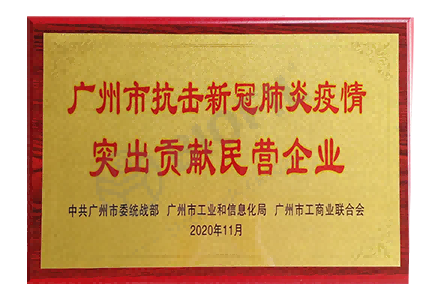 广州市抗击新冠肺炎疫情
突出贡献民营企业
中共广州市委统战部 广州市工业和信息化局 广州市工商业联合会
2020年11月